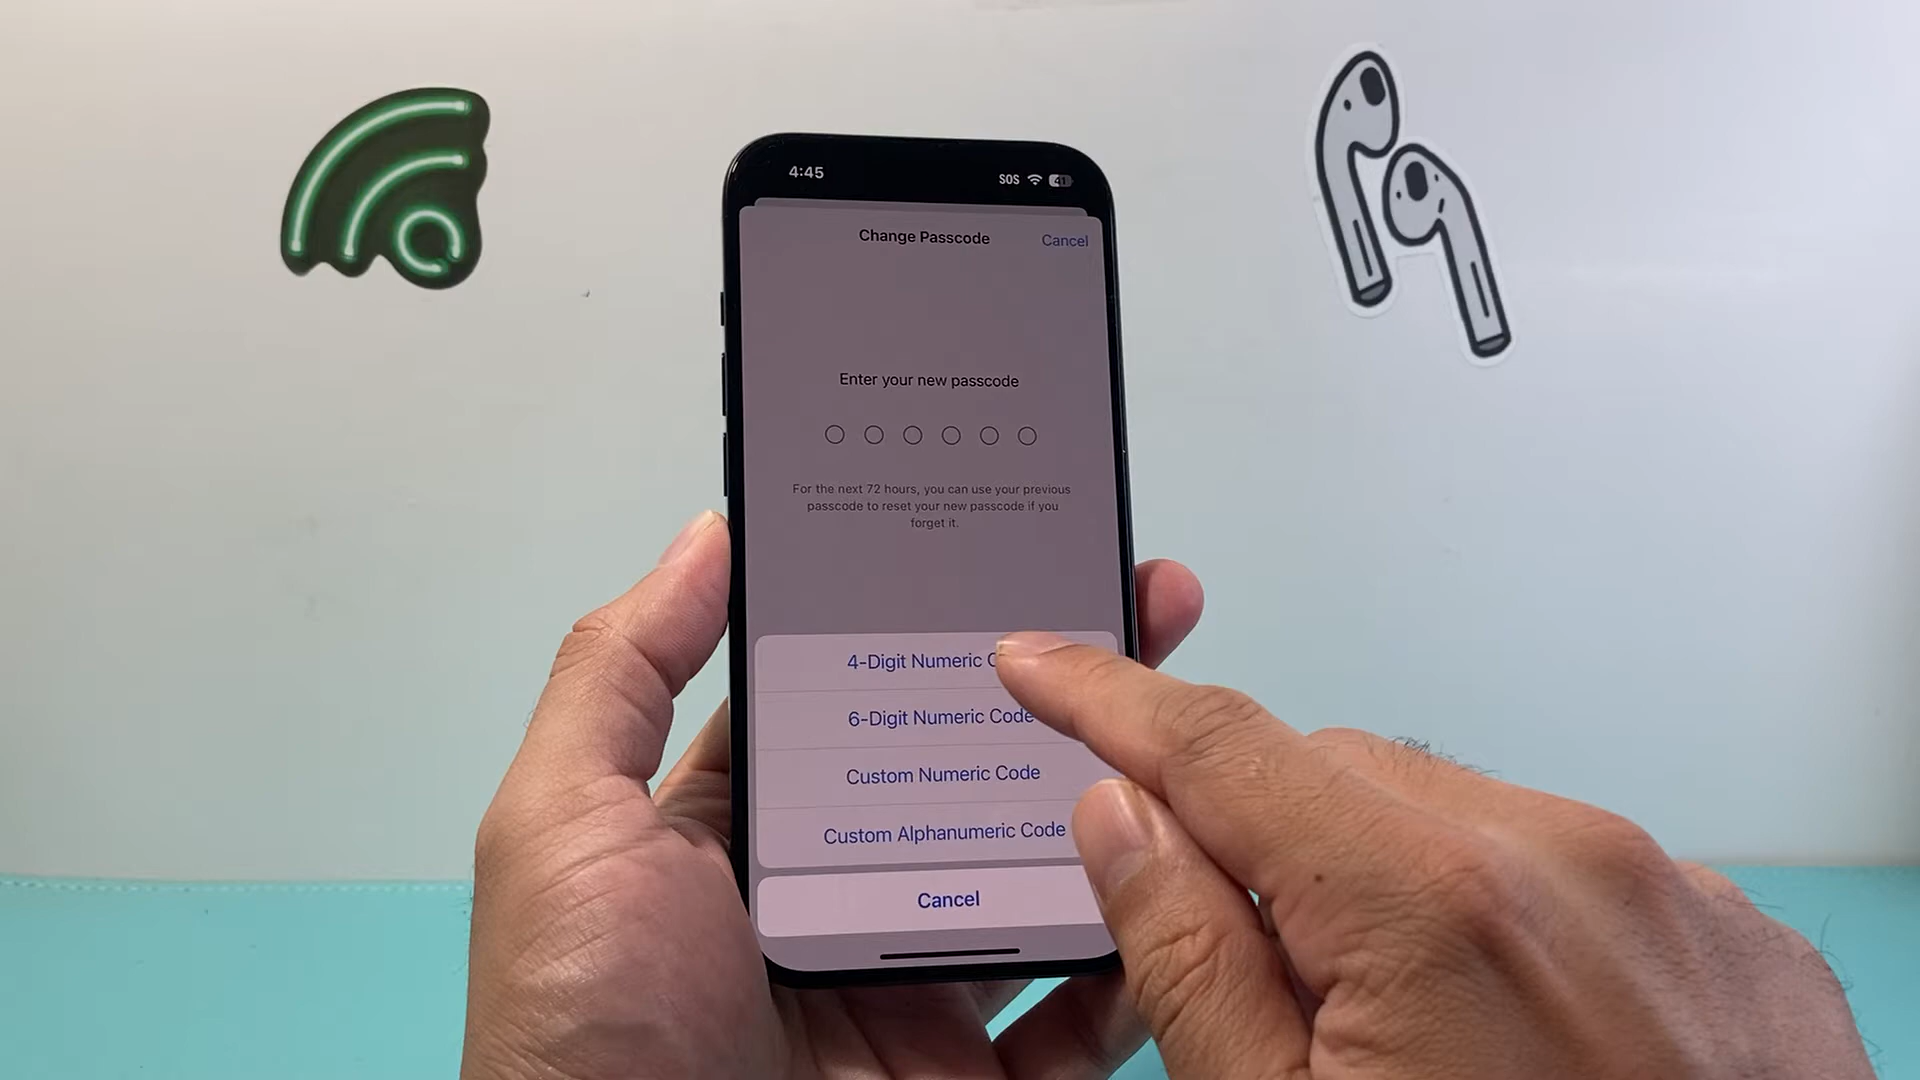 4:45
SOS
41
Change Passcode
Cancel
Enter your new passcode
For the next 72 hours, you can use your previous
passcode to reset your new passcode if you
forget it.
4-Digit Numeric
6-Digit Numeric Code
Custom Numeric Code
Custom Alphanumeric Code
Cancel